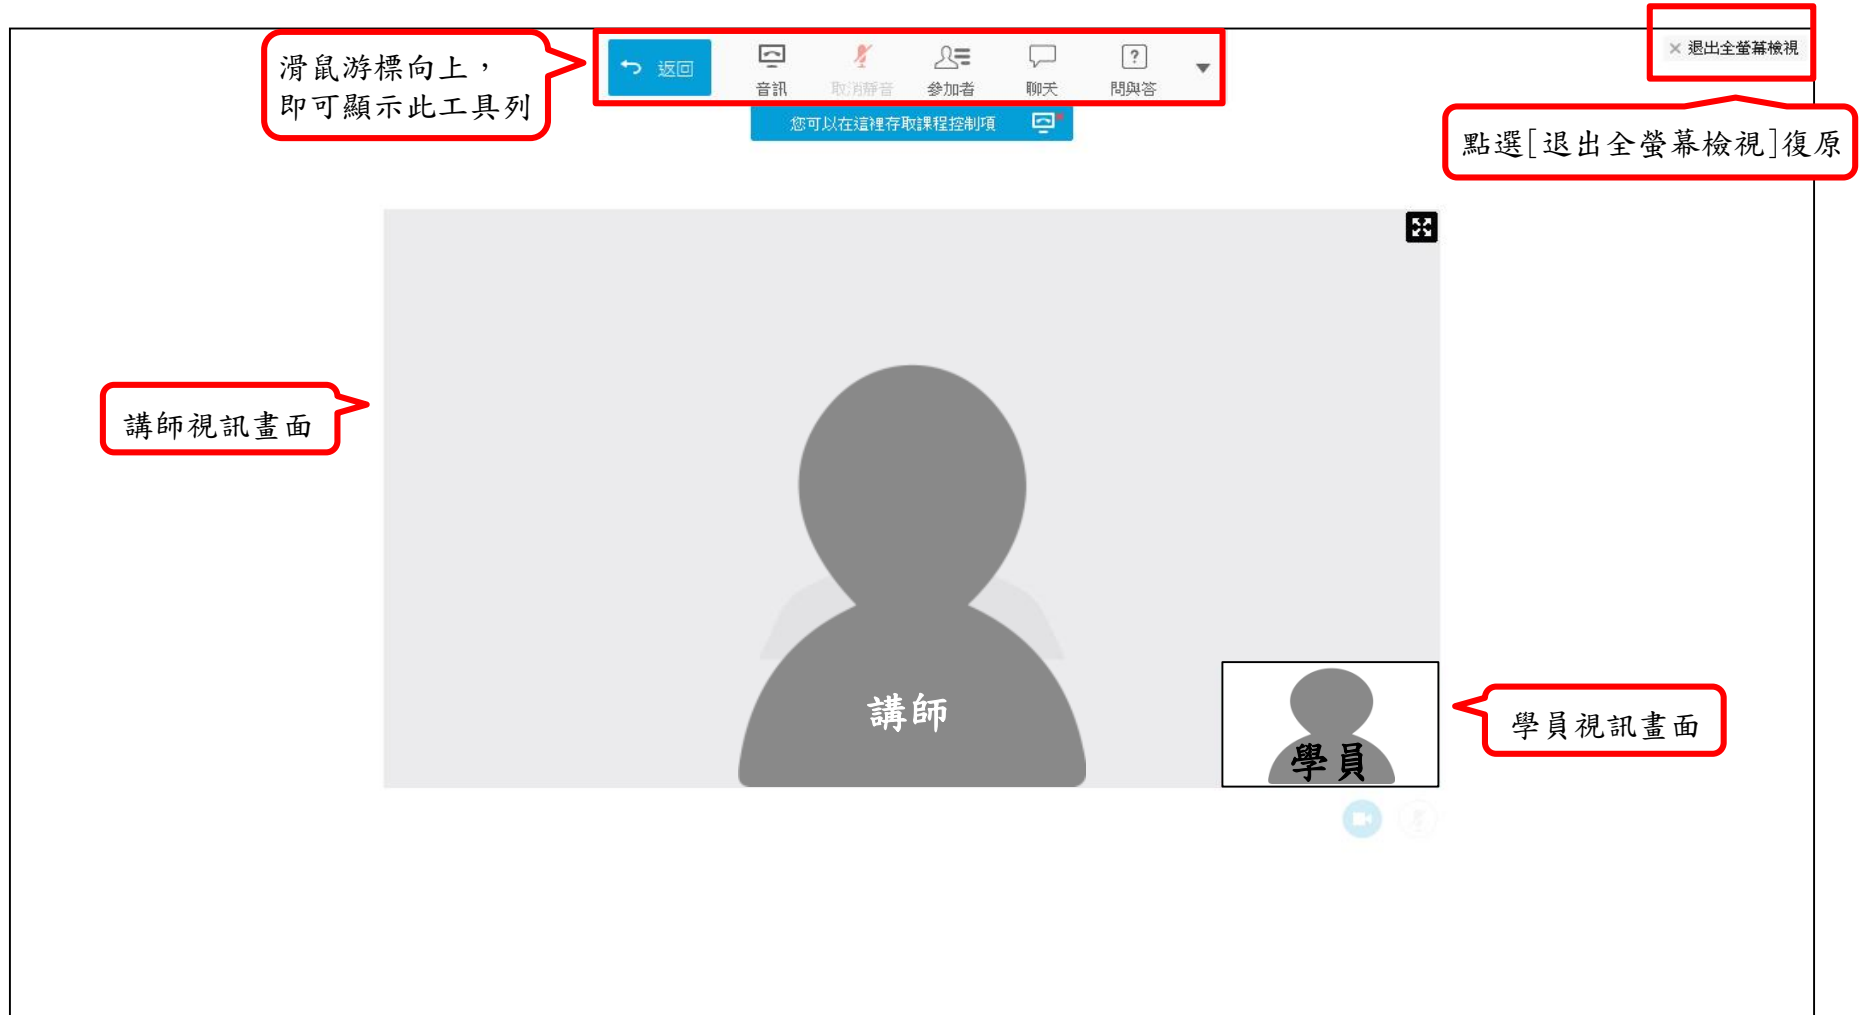 滑鼠游標向上，
即可顯示此工具列
返回
音訊
取消靜音
參加者
聊天
問與答
退出全螢幕檢視
您可以在這裡存取課程控制項
點選[退出全螢幕檢視]復原
講師視訊畫面
講師
學員
學員視訊畫面